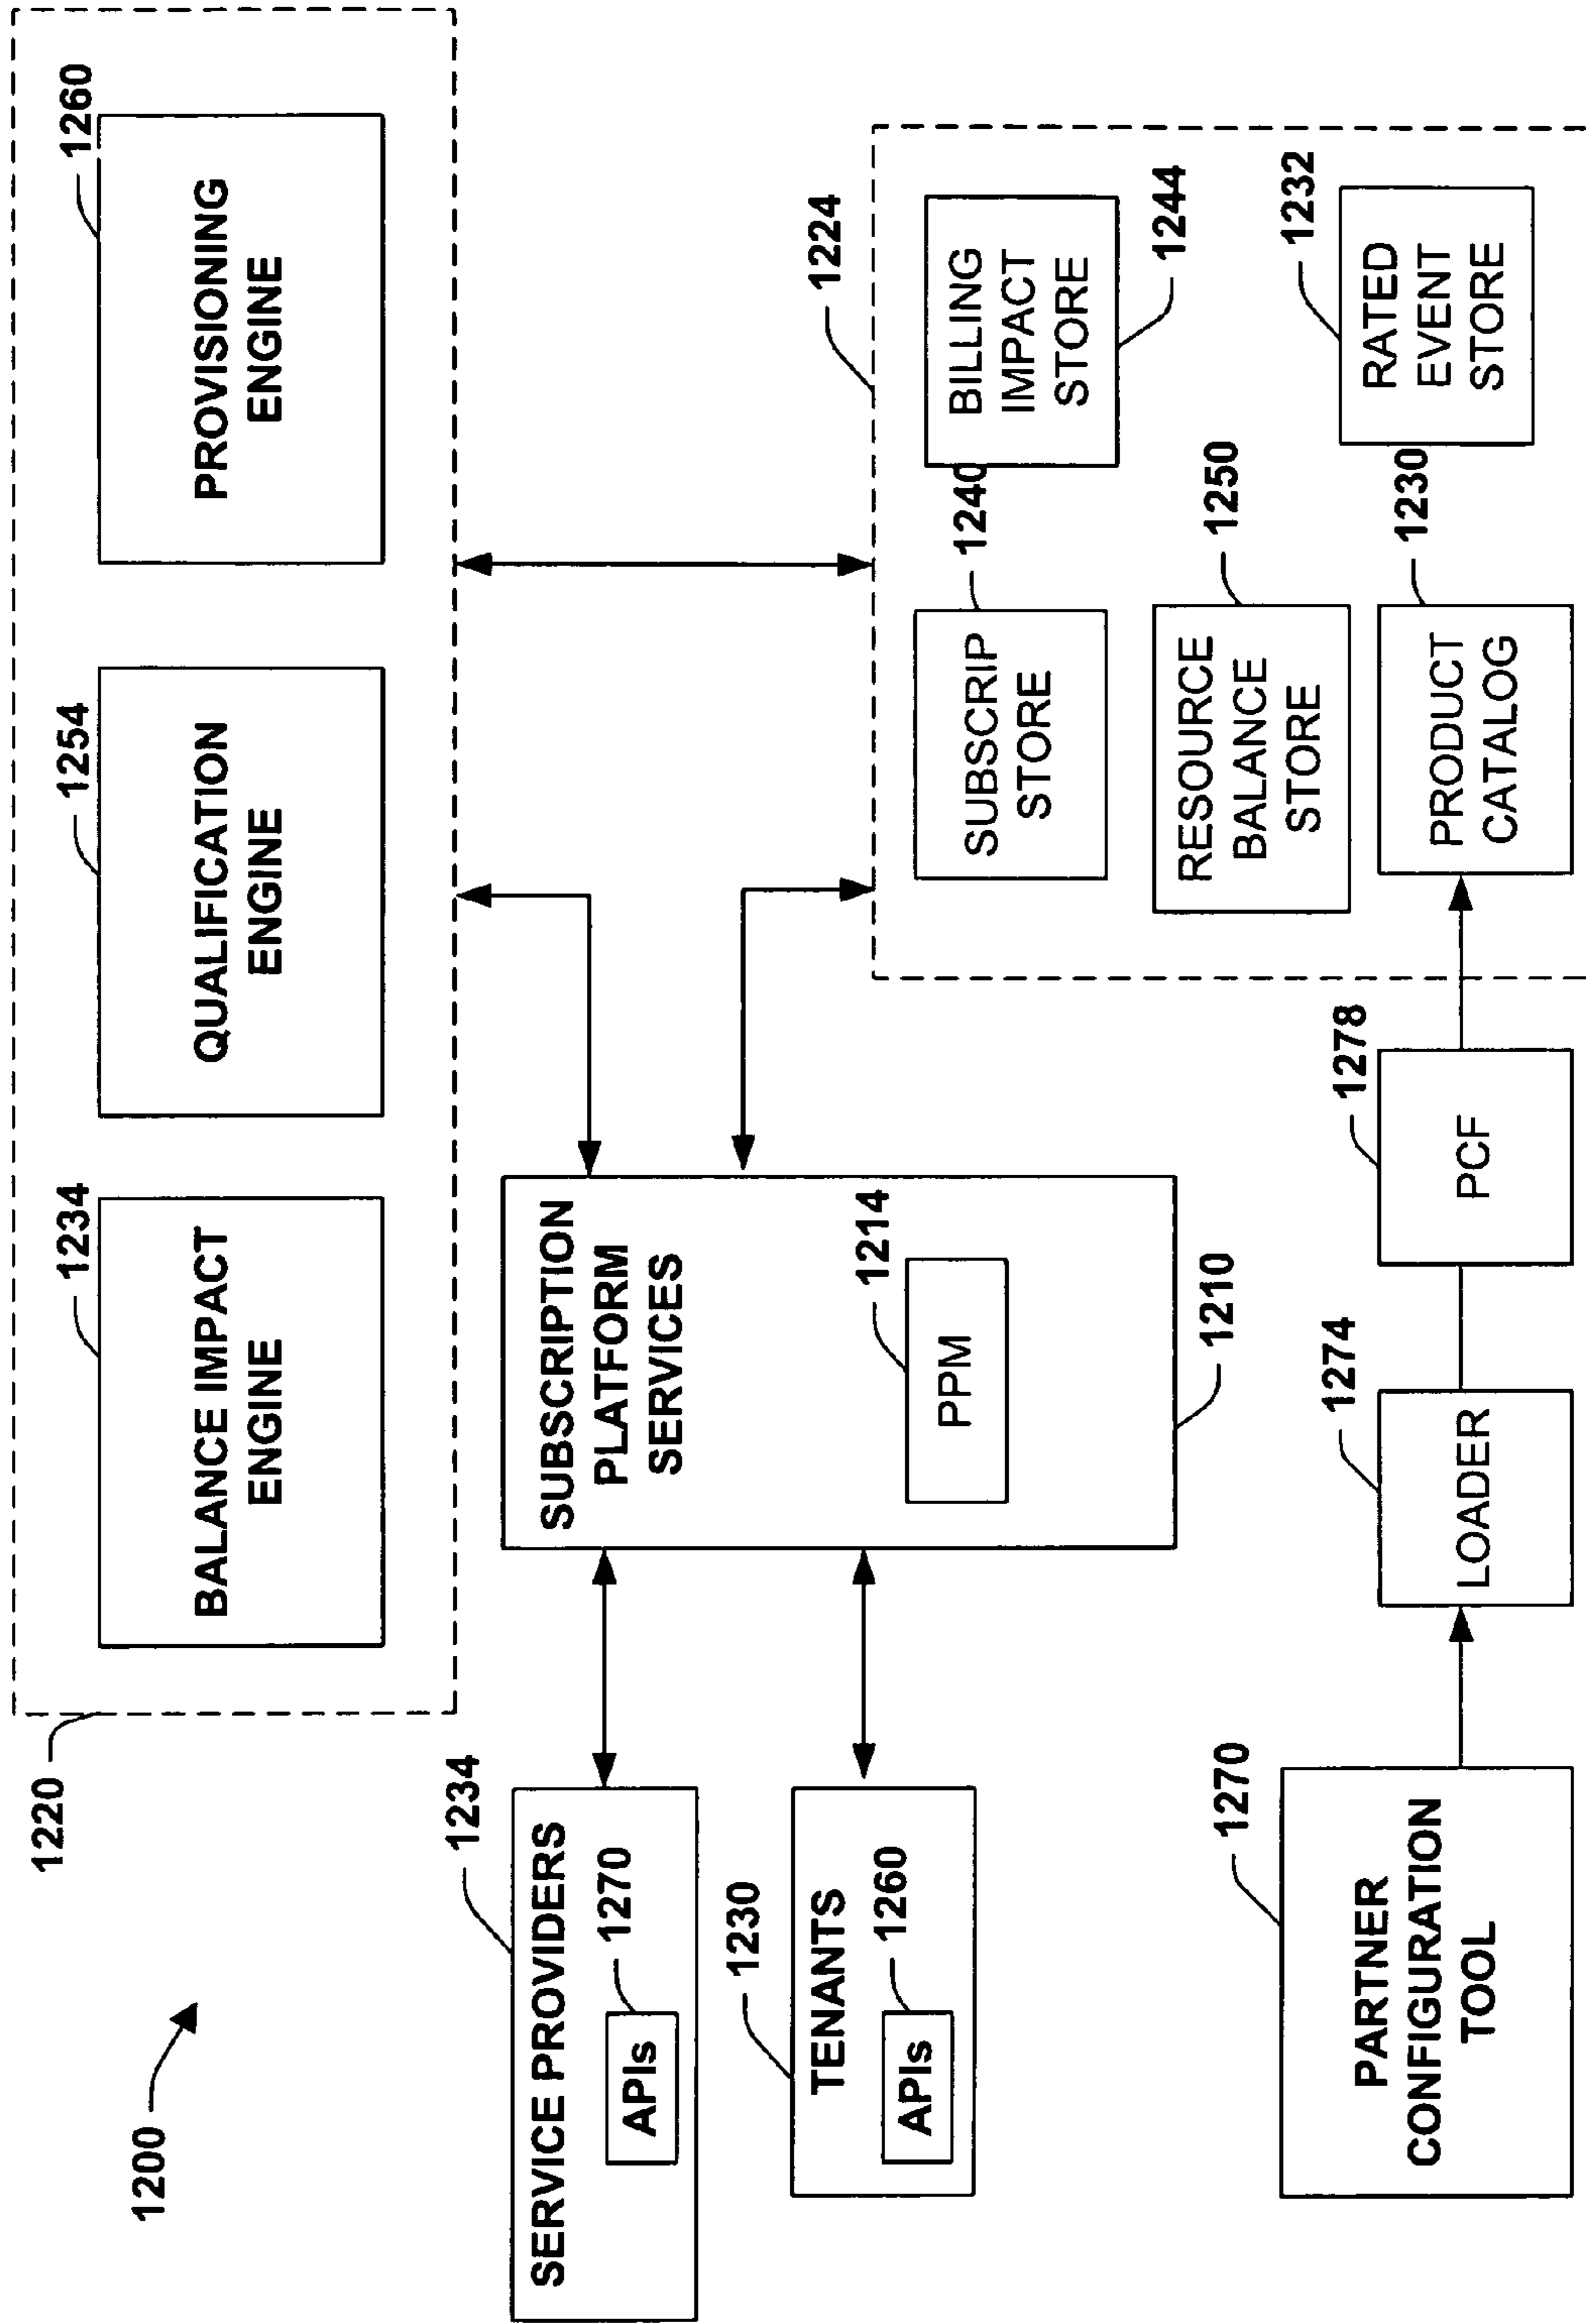 1200
1220
BALANCE IMPACT
ENGINE
1234
QUALIFICATION
ENGINE
1254
PROVISIONING
ENGINE
1260
SERVICE PROVIDERS
1234
APIs
1270
TENANTS
1230
APIs
1260
SUBSCRIPTION
PLATFORM
SERVICES
PPM
1214
1210
1224
SUBSCRIP
STORE
1240
BILLING
IMPACT
STORE
1244
RESOURCE
BALANCE
STORE
1250
PRODUCT
CATALOG
1230
RATED
EVENT
STORE
1232
PARTNER
CONFIGURATION
TOOL
1270
LOADER
1274
PCF
1278